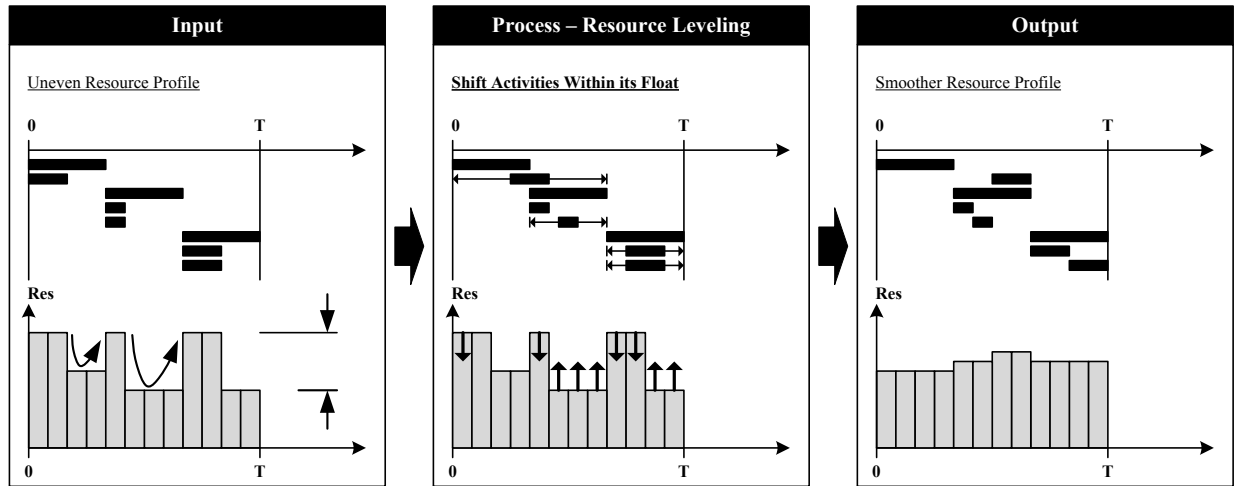 Input
Uneven Resource Profile
0 T
Res
0 T
Process – Resource Leveling
Shift Activities Within its Float
0 T
Res
0 T
Output
Smoother Resource Profile
0 T
Res
0 T